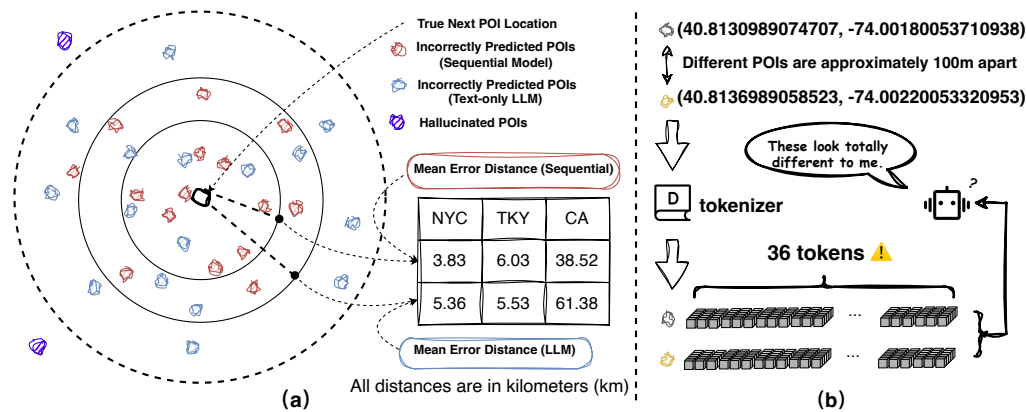 True Next POI Location
Incorrectly Predicted POIs
(Sequential Model)
Incorrectly Predicted POIs
(Text-only LLM)
Hallucinated POIs
Mean Error Distance (Sequential)
NYC TKY CA
3.83 6.03 38.52
5.36 5.53 61.38
Mean Error Distance (LLM)
All distances are in kilometers (km)
(a)
(40.8130989074707, -74.00180053710938)
Different POIs are approximately 100m apart
(40.8136989058523, -74.00220053320953)
These look totally
different to me.
?
D
tokenizer
36 tokens
...
...
(b)